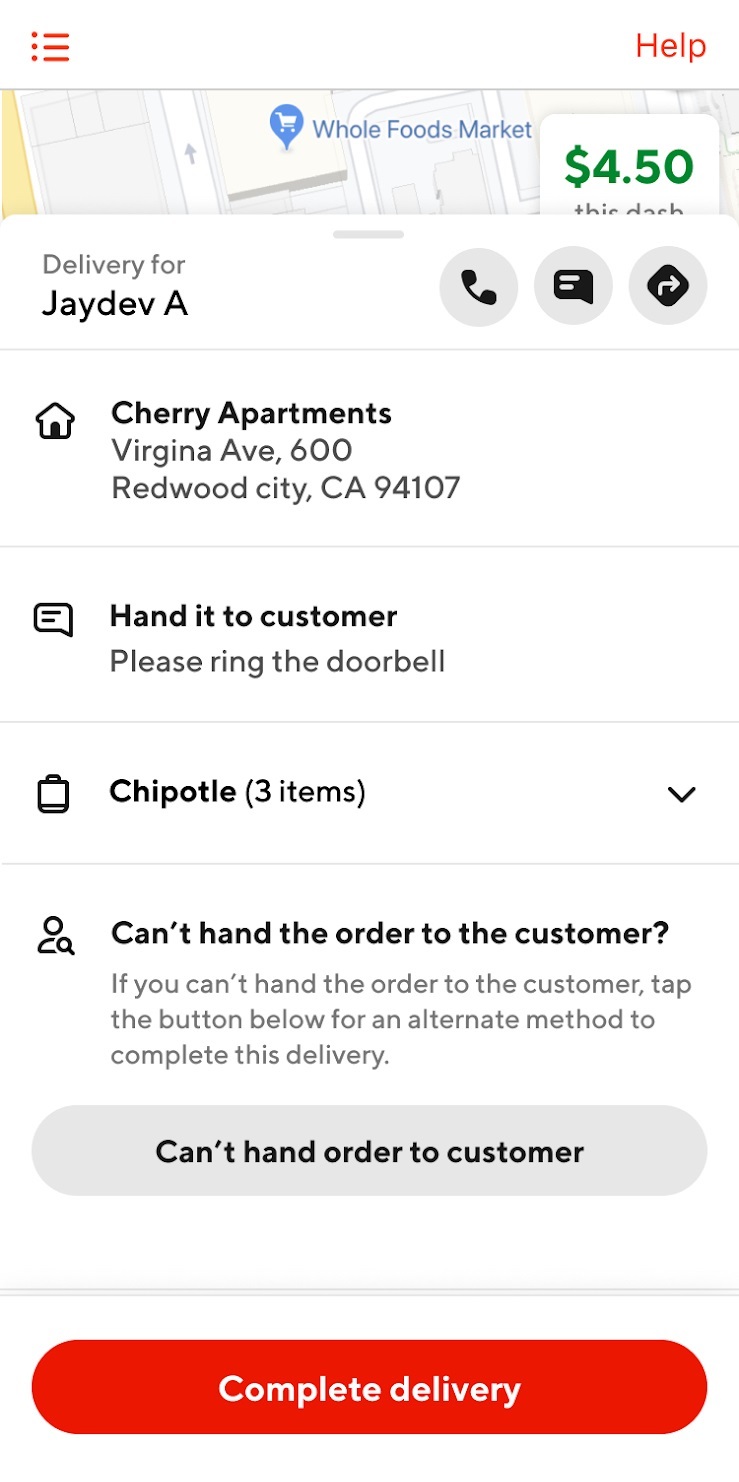 Help
Whole Foods Market
$4.50
this dash
Delivery for
Jaydev A
Cherry Apartments
Virgina Ave, 600
Redwood city, CA 94107
Hand it to customer
Please ring the doorbell
Chipotle (3 items)
Can’t hand the order to the customer?
If you can’t hand the order to the customer, tap
the button below for an alternate method to
complete this delivery.
Can’t hand order to customer
Complete delivery